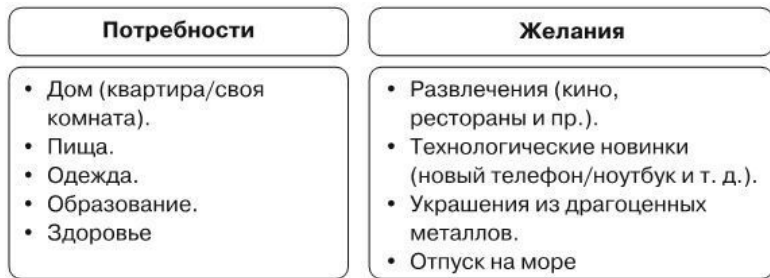 Потребности
• Дом (квартира/своя
комната).
• Пища.
• Одежда.
• Образование.
• Здоровье
Желания
• Развлечения (кино,
рестораны и пр.).
• Технологические новинки
(новый телефон/ноутбук и т. д.).
• Украшения из драгоценных
металлов.
• Отпуск на море